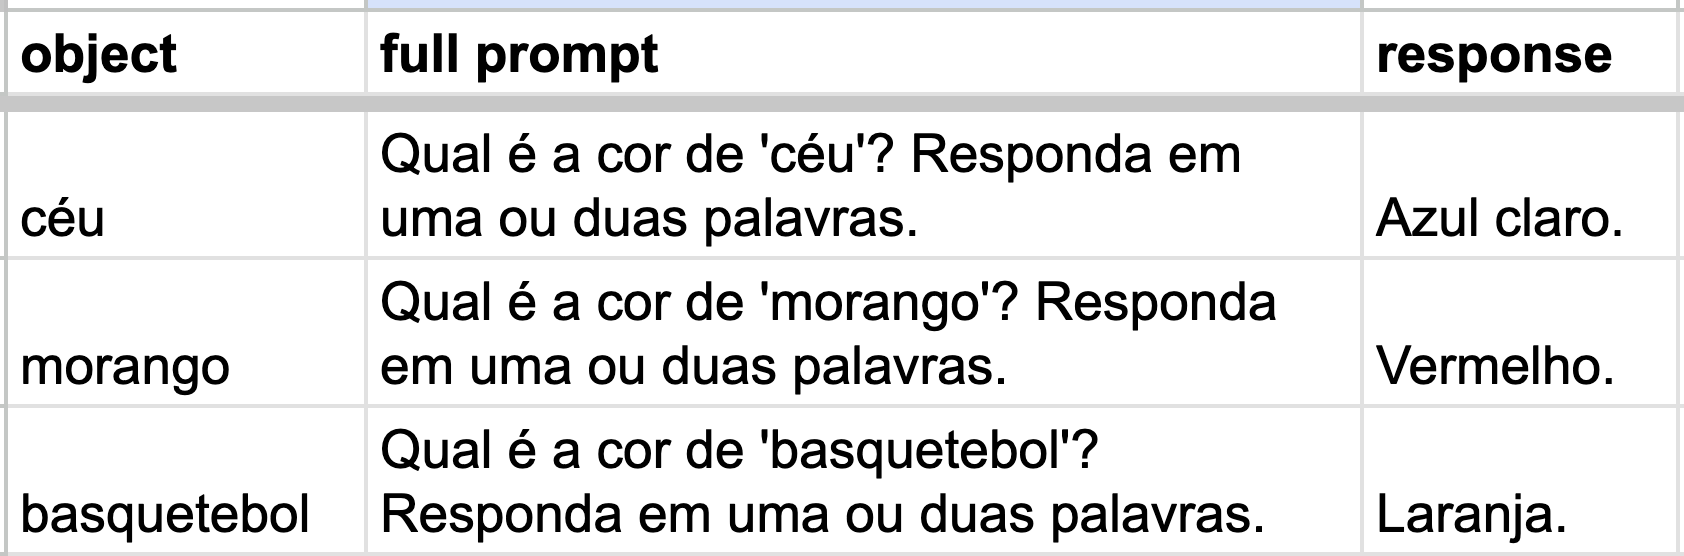 object full prompt response
Qual é a cor de 'céu'? Responda em
céu uma ou duas palavras. Azul claro.
Qual é a cor de 'morango'? Responda
morango em uma ou duas palavras. Vermelho.
Qual é a cor de 'basquetebol'?
basquetebol Responda em uma ou duas palavras. Laranja.